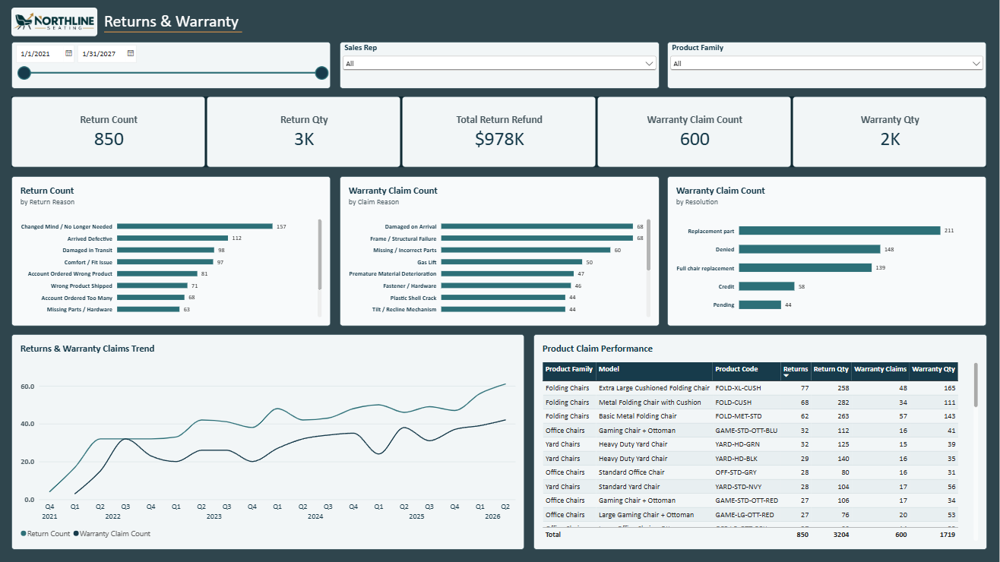 NORTHLINE
SEATING
Returns & Warranty
1/1/2021
1/31/2027
Sales Rep
All
Product Family
All
Return Count
850
Return Qty
3K
Total Return Refund
$978K
Warranty Claim Count
600
Warranty Qty
2K
Return Count
by Return Reason
Changed Mind / No Longer Needed 157
Arrived Defective 112
Damaged in Transit 98
Comfort / Fit Issue 97
Account Ordered Wrong Product 81
Wrong Product Shipped 71
Account Ordered Too Many 68
Missing Parts / Hardware 63
Warranty Claim Count
by Claim Reason
Damaged on Arrival 68
Frame / Structural Failure 68
Missing / Incorrect Parts 60
Gas Lift 50
Premature Material Deterioration 47
Fastener / Hardware 46
Plastic Shell Crack 44
Tilt / Recline Mechanism 44
Warranty Claim Count
by Resolution
Replacement part 211
Denied 148
Full chair replacement 139
Credit 58
Pending 44
Returns & Warranty Claims Trend
60.0
40.0
20.0
0.0
Q4 Q1 Q2 Q3 Q4 Q1 Q2 Q3 Q4 Q1 Q2 Q3 Q4 Q1 Q2 Q3 Q4 Q1 Q2
2021 2022 2023 2024 2025 2026
Return Count Warranty Claim Count
Product Claim Performance
Product Family Model Product Code Returns Return Qty Warranty Claims Warranty Qty
Folding Chairs Extra Large Cushioned Folding Chair FOLD-XL-CUSH 77 258 48 165
Folding Chairs Metal Folding Chair with Cushion FOLD-CUSH 68 282 34 111
Folding Chairs Basic Metal Folding Chair FOLD-MET-STD 62 263 57 143
Office Chairs Gaming Chair + Ottoman GAME-STD-OTT-BLU 32 112 16 41
Yard Chairs Heavy Duty Yard Chair YARD-HD-GRN 32 125 15 39
Yard Chairs Heavy Duty Yard Chair YARD-HD-BLK 29 140 16 35
Office Chairs Standard Office Chair OFF-STD-GRY 28 80 16 31
Yard Chairs Standard Yard Chair YARD-STD-NVY 28 104 17 56
Office Chairs Gaming Chair + Ottoman GAME-STD-OTT-RED 27 106 17 34
Office Chairs Large Gaming Chair + Ottoman GAME-LG-OTT-RED 27 76 20 53
Total 850 3204 600 1719